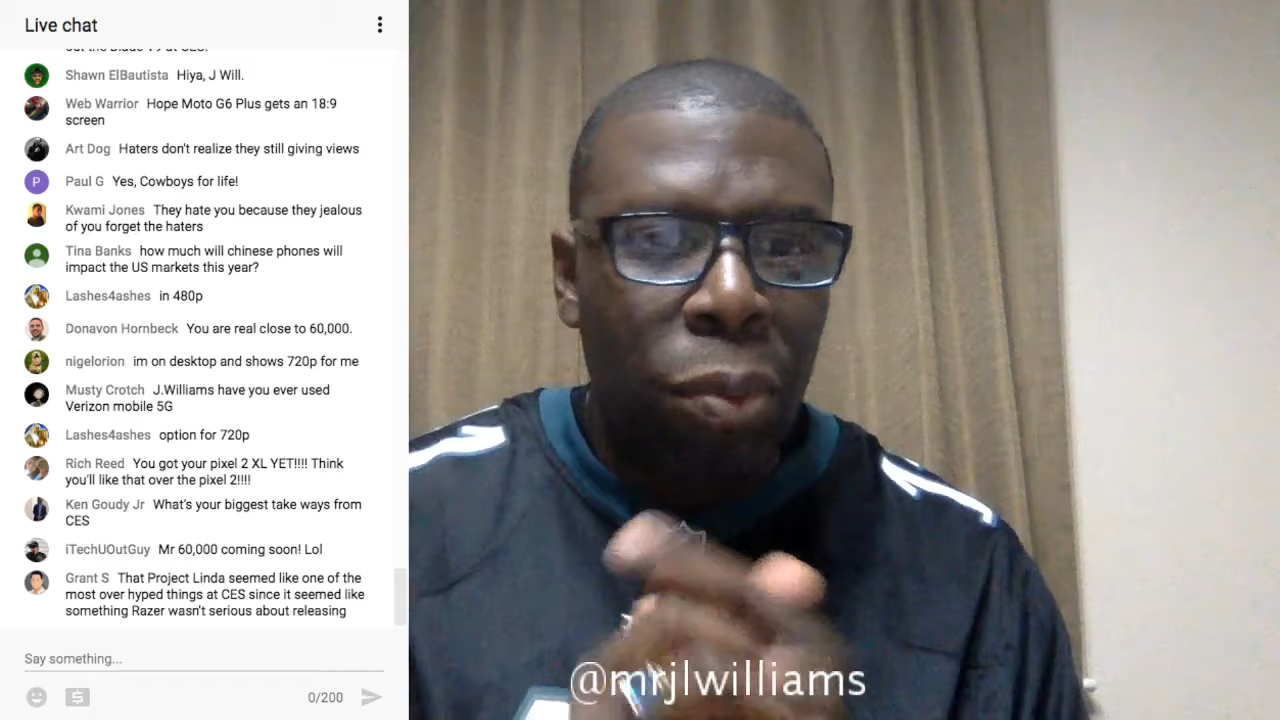 Live chat
Shawn ElBautista Hiya, J Will.
Web Warrior Hope Moto G6 Plus gets an 18:9
screen
Art Dog Haters don't realize they still giving views
P Paul G Yes, Cowboys for life!
Kwami Jones They hate you because they jealous
of you forget the haters
Tina Banks how much will chinese phones will
impact the US markets this year?
Lashes4ashes in 480p
Donavon Hornbeck You are real close to 60,000.
nigelorion im on desktop and shows 720p for me
Musty Crotch J.Williams have you ever used
Verizon mobile 5G
Lashes4ashes option for 720p
Rich Reed You got your pixel 2 XL YET!!!! Think
you'll like that over the pixel 2!!!!
Ken Goudy Jr What's your biggest take ways from
CES
iTechUOutGuy Mr 60,000 coming soon! Lol
Grant S That Project Linda seemed like one of the
most over hyped things at CES since it seemed like
something Razer wasn't serious about releasing
Say something...
$ 0/200
@mrjlwilliams